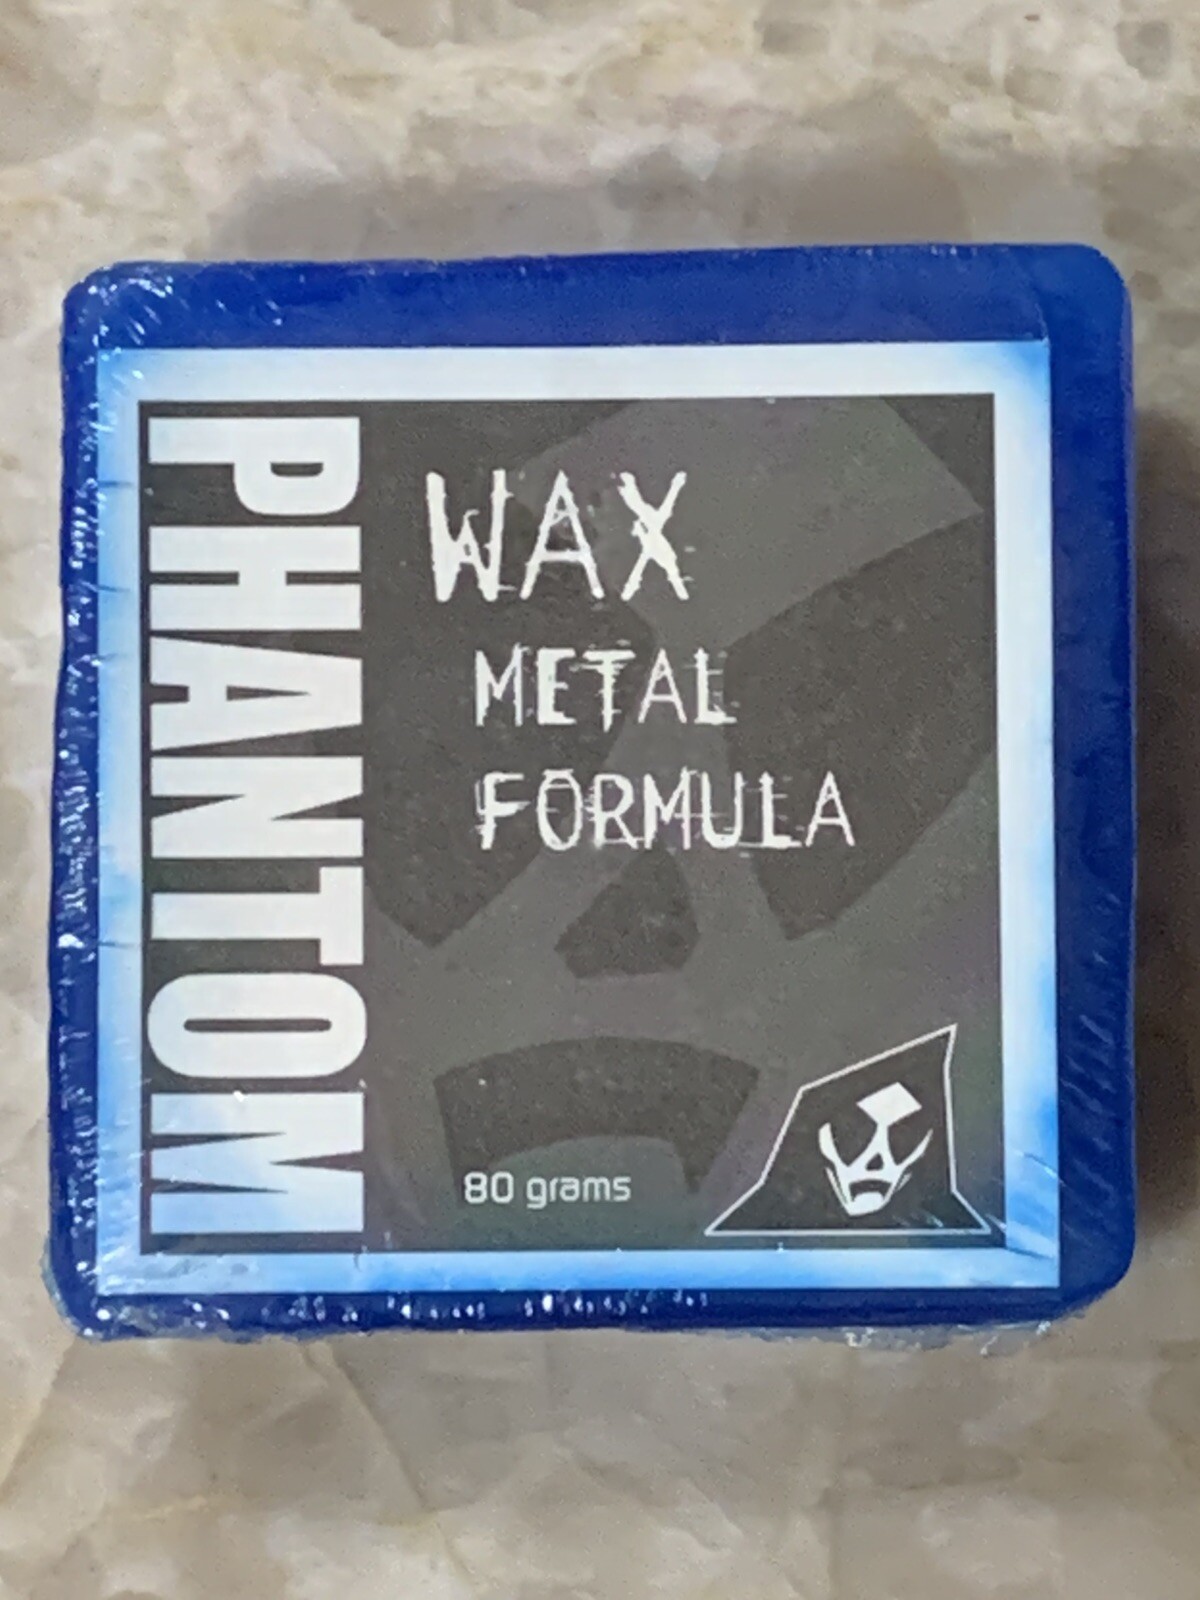 PHANTOM
WAX
METAL
FORMULA
80 grams